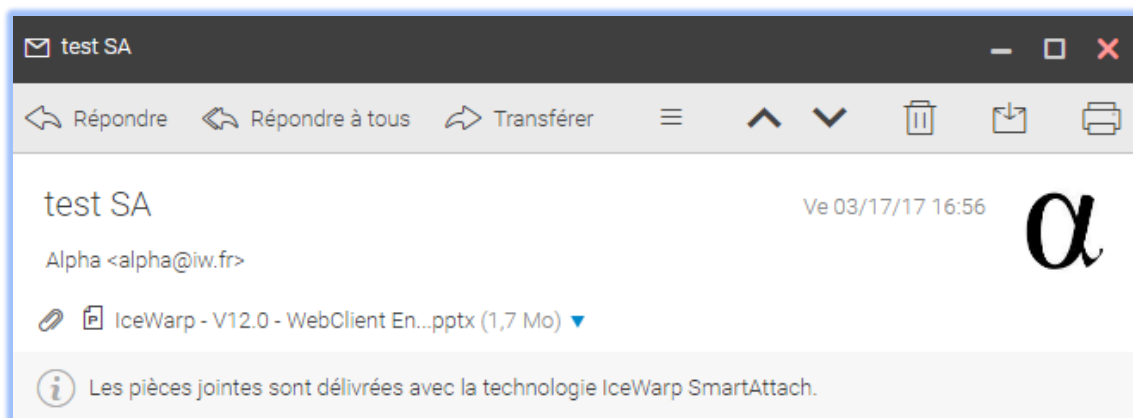 test SA
Répondre Répondre à tous Transférer
test SA
Ve 03/17/17 16:56
α
Alpha <alpha@iw.fr>
IceWarp - V12.0 - WebClient En...pptx (1,7 Mo)
Les pièces jointes sont délivrées avec la technologie IceWarp SmartAttach.